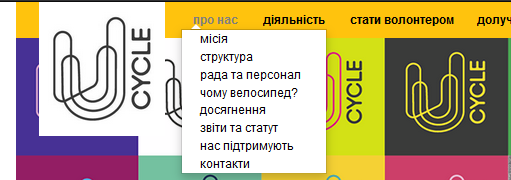 про нас
діяльність
стати волонтером
місія
структура
рада та персонал
чому велосипед?
досягнення
звіти та статут
нас підтримують
контакти
CYCLE
CYCLE
CYCLE